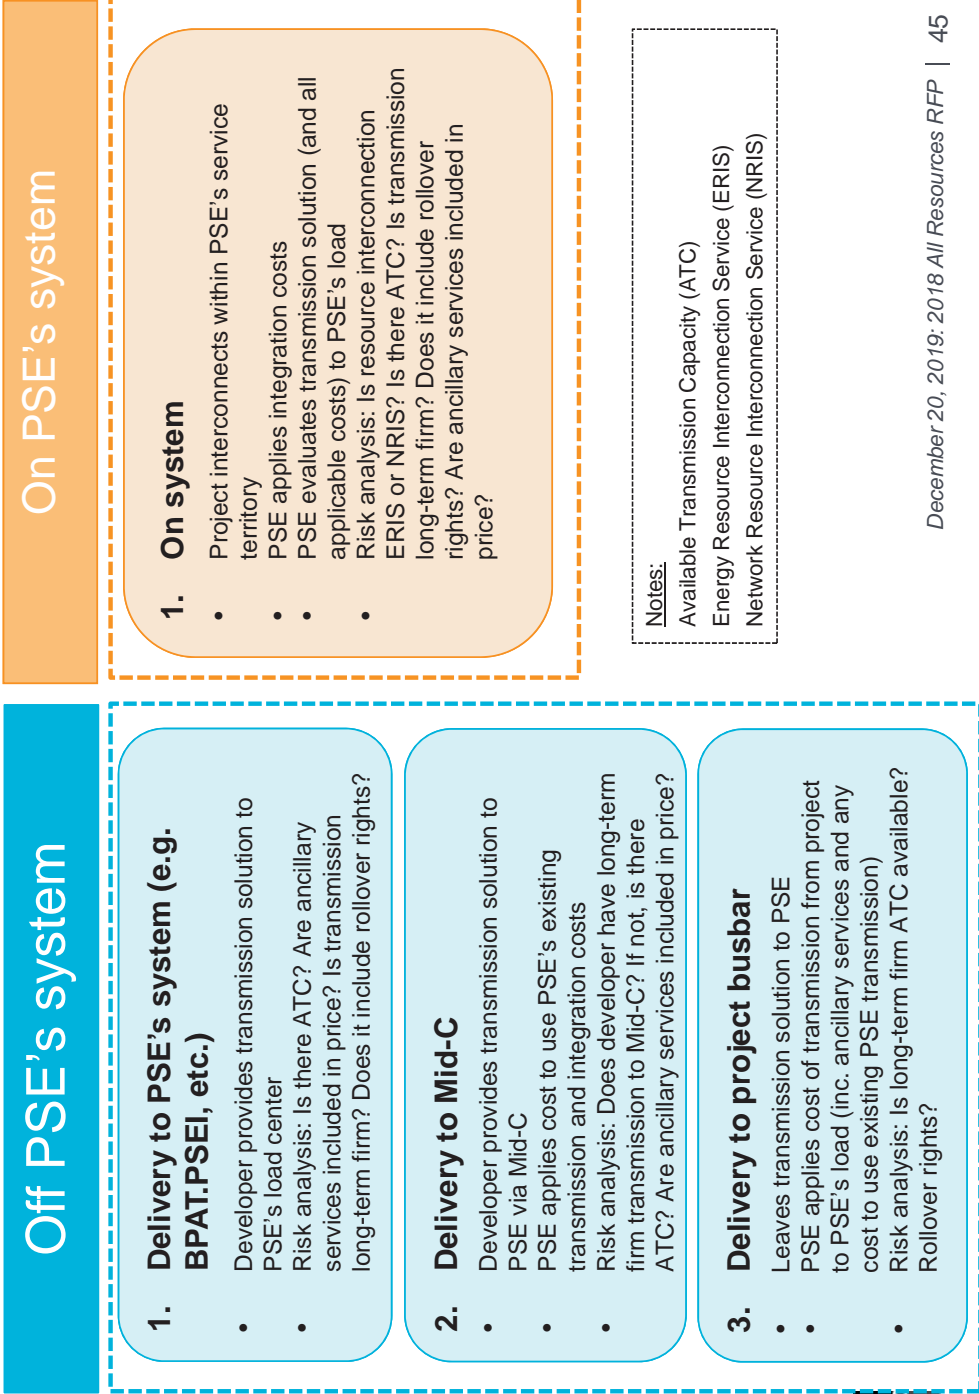 Off PSE's system
1. Delivery to PSE's system (e.g.
BPAT.PSEI, etc.)
• Developer provides transmission solution to
PSE's load center
• Risk analysis: Is there ATC? Are ancillary
services included in price? Is transmission
long-term firm? Does it include rollover rights?
2. Delivery to Mid-C
• Developer provides transmission solution to
PSE via Mid-C
• PSE applies cost to use PSE's existing
transmission and integration costs
• Risk analysis: Does developer have long-term
firm transmission to Mid-C? If not, is there
ATC? Are ancillary services included in price?
3. Delivery to project busbar
• Leaves transmission solution to PSE
• PSE applies cost of transmission from project
to PSE's load (inc. ancillary services and any
cost to use existing PSE transmission)
• Risk analysis: Is long-term firm ATC available?
Rollover rights?
On PSE's system
1. On system
• Project interconnects within PSE's service
territory
• PSE applies integration costs
• PSE evaluates transmission solution (and all
applicable costs) to PSE's load
• Risk analysis: Is resource interconnection
ERIS or NRIS? Is there ATC? Is transmission
long-term firm? Does it include rollover
rights? Are ancillary services included in
price?
Notes:
Available Transmission Capacity (ATC)
Energy Resource Interconnection Service (ERIS)
Network Resource Interconnection Service (NRIS)
December 20, 2019: 2018 All Resources RFP | 45